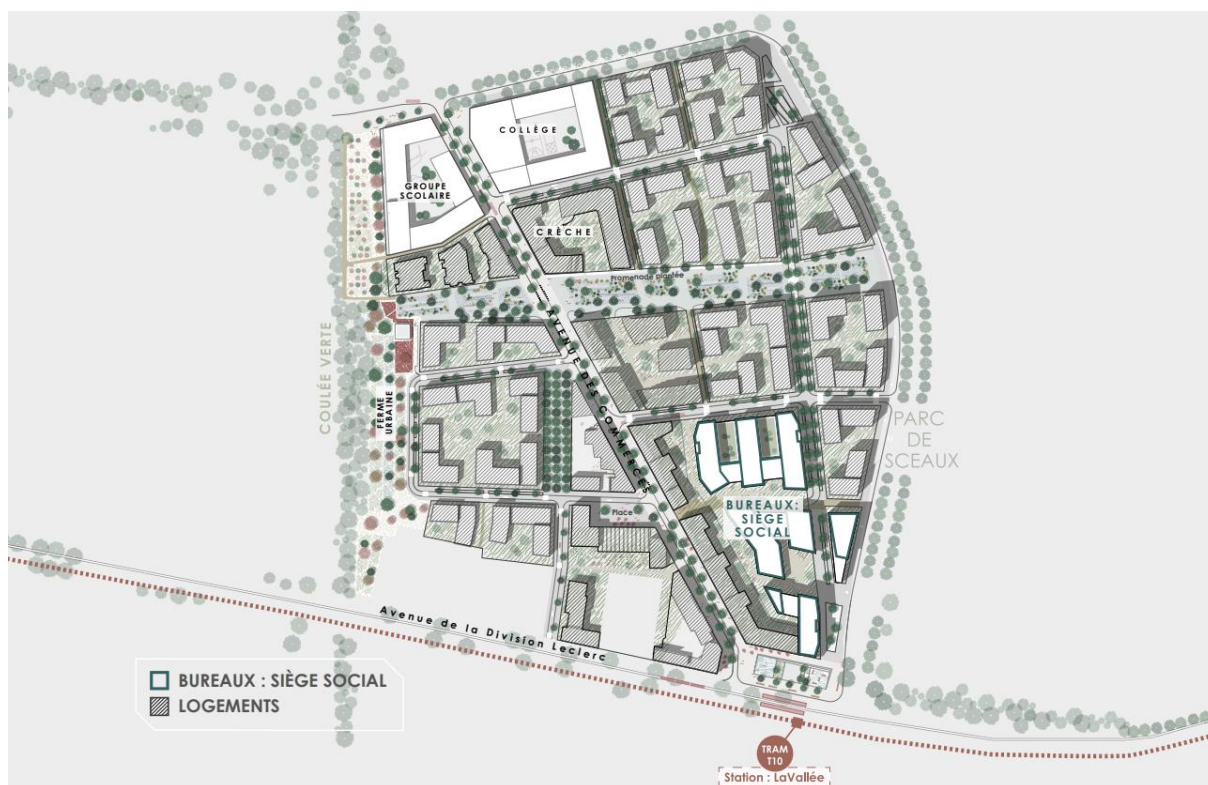 COLLÈGE
GROUPE
SCOLAIRE
CRÈCHE
Promenade plantée
AVENUE DES COMMERCES
COULÉE VERTE
FERME
URBAINE
PARC
DE
SCEAUX
BUREAUX:
SIÈGE
SOCIAL
Place
Avenue de la Division Leclerc
BUREAUX : SIÈGE SOCIAL
LOGEMENTS
TRAM
T10
Station : LaVallée